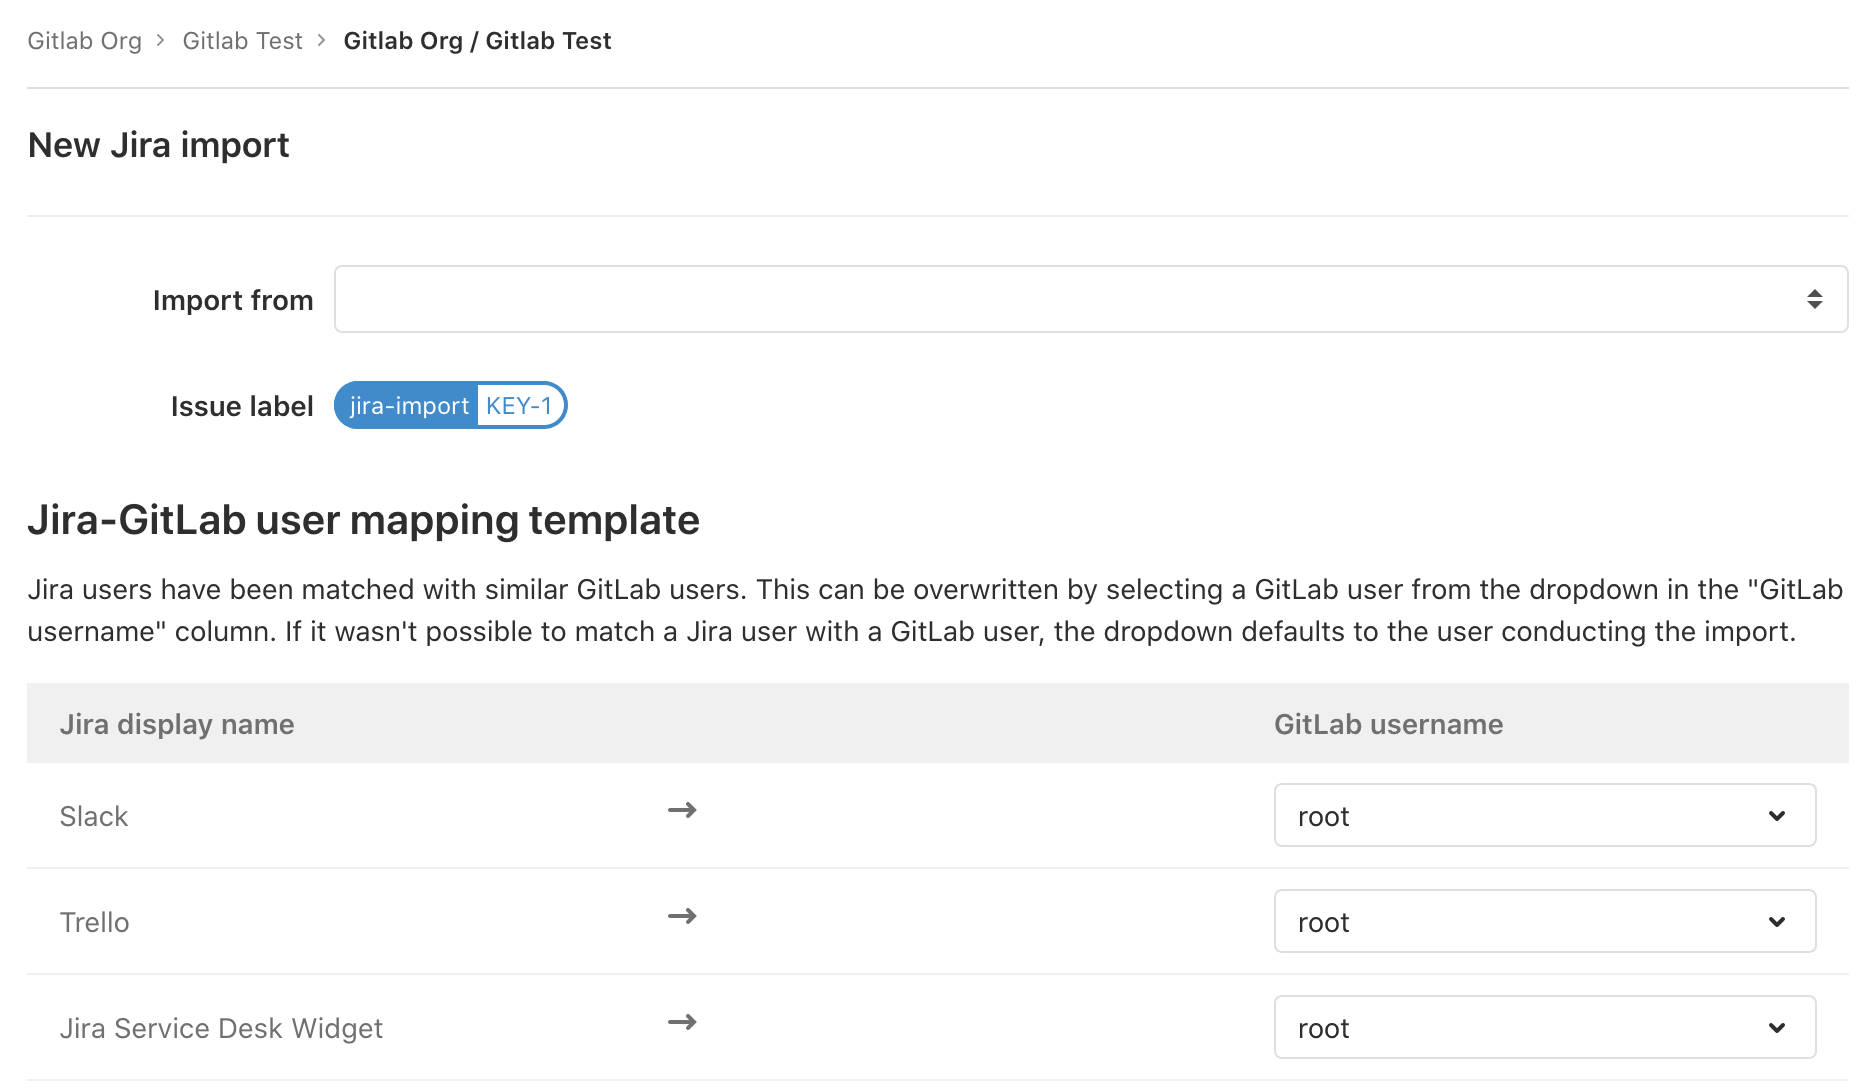 Gitlab Org > Gitlab Test > Gitlab Org / Gitlab Test
New Jira import
Import from
Issue label jira-import KEY-1
Jira-GitLab user mapping template
Jira users have been matched with similar GitLab users. This can be overwritten by selecting a GitLab user from the dropdown in the "GitLab
username" column. If it wasn't possible to match a Jira user with a GitLab user, the dropdown defaults to the user conducting the import.
Jira display name GitLab username
Slack → root
Trello → root
Jira Service Desk Widget → root